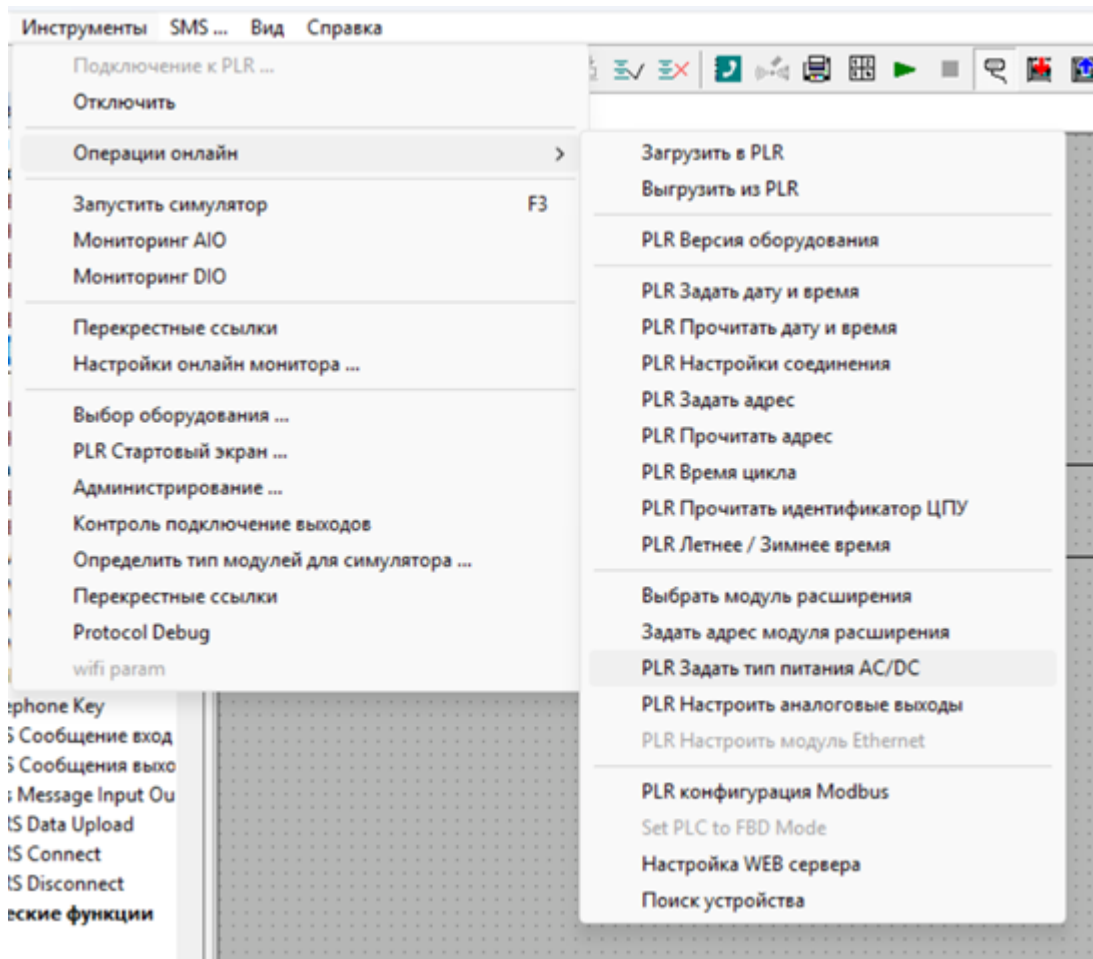 Инструменты SMS ... Вид Справка
Подключение к PLR ...
Отключить
Операции онлайн
Запустить симулятор F3
Мониторинг AIO
Мониторинг DIO
Перекрестные ссылки
Настройки онлайн монитора ...
Выбор оборудования ...
PLR Стартовый экран ...
Администрирование ...
Контроль подключение выходов
Определить тип модулей для симулятора ...
Перекрестные ссылки
Protocol Debug
wifi param
Загрузить в PLR
Выгрузить из PLR
PLR Версия оборудования
PLR Задать дату и время
PLR Прочитать дату и время
PLR Настройки соединения
PLR Задать адрес
PLR Прочитать адрес
PLR Время цикла
PLR Прочитать идентификатор ЦПУ
PLR Летнее / Зимнее время
Выбрать модуль расширения
Задать адрес модуля расширения
PLR Задать тип питания AC/DC
PLR Настроить аналоговые выходы
PLR Настроить модуль Ethernet
PLR конфигурация Modbus
Set PLC to FBD Mode
Настройка WEB сервера
Поиск устройства
ephone Key
S Сообщение вход
S Сообщения выхо
s Message Input Ou
RS Data Upload
RS Connect
RS Disconnect
еские функции